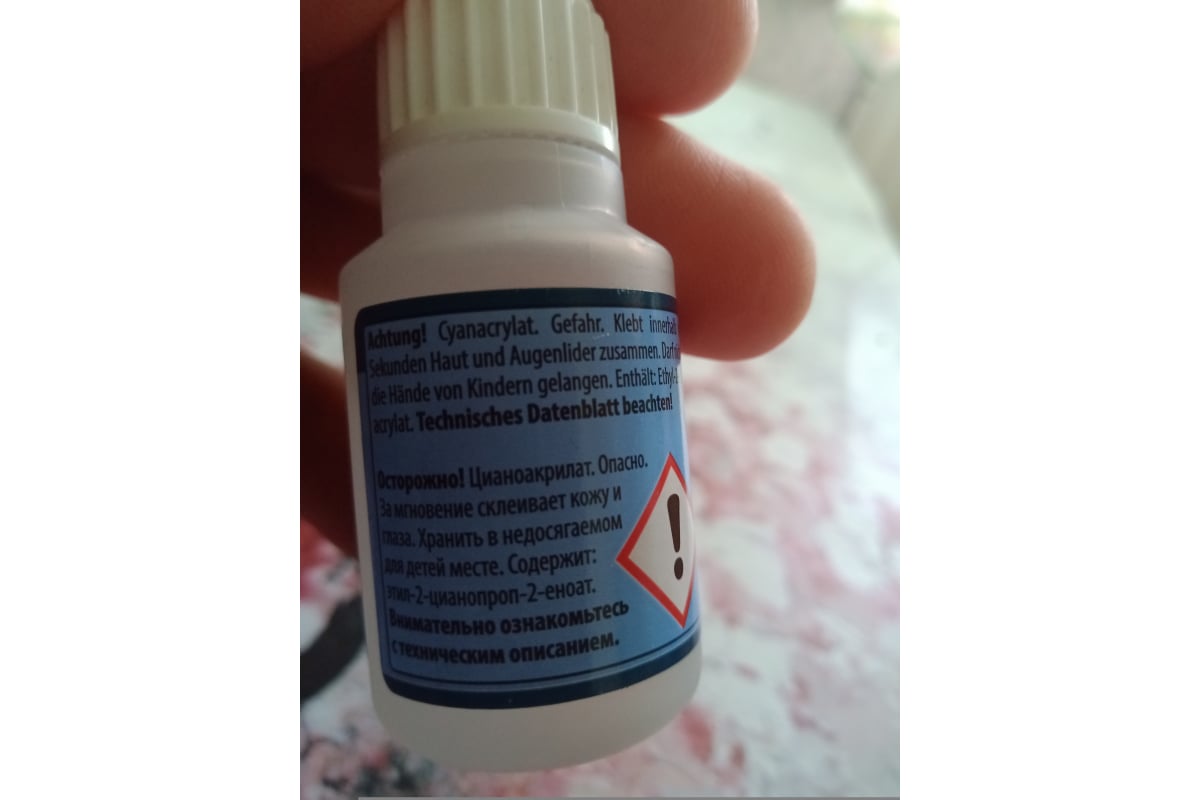 Achtung! Cyanacrylat. Gefahr. Klebt innerhalb
Sekunden Haut und Augenlider zusammen. Darf
die Hände von Kindern gelangen. Enthält: Ethyl-2
acrylat. Technisches Datenblatt beachten!
Осторожно! Цианоакрилат. Опасно.
За мгновение склеивает кожу и
глаза. Хранить в недосягаемом
для детей месте. Содержит:
этил-2-цианопроп-2-еноат.
Внимательно ознакомьтесь
с техническим описанием.